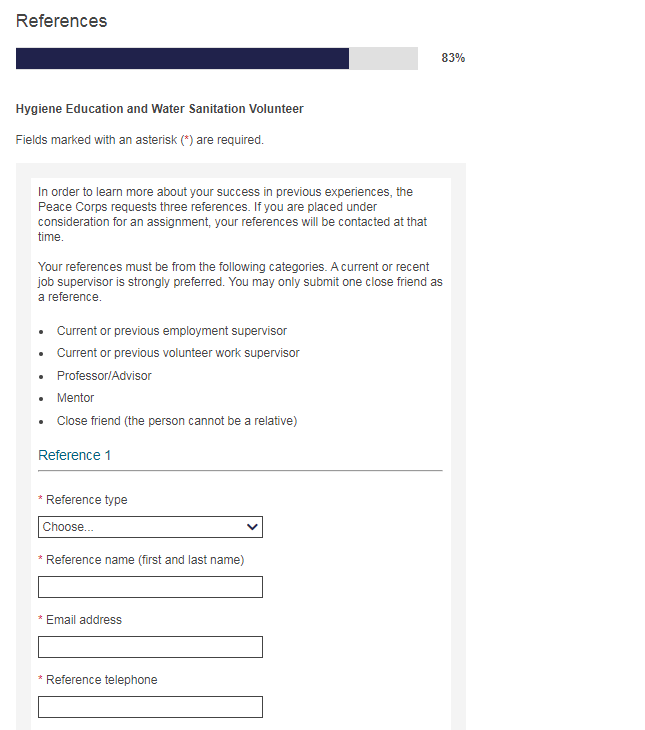 References
83%
Hygiene Education and Water Sanitation Volunteer
Fields marked with an asterisk (*) are required.
In order to learn more about your success in previous experiences, the
Peace Corps requests three references. If you are placed under
consideration for an assignment, your references will be contacted at that
time.
Your references must be from the following categories. A current or recent
job supervisor is strongly preferred. You may only submit one close friend as
a reference.
• Current or previous employment supervisor
• Current or previous volunteer work supervisor
• Professor/Advisor
• Mentor
• Close friend (the person cannot be a relative)
Reference 1
* Reference type
Choose...
* Reference name (first and last name)
* Email address
* Reference telephone